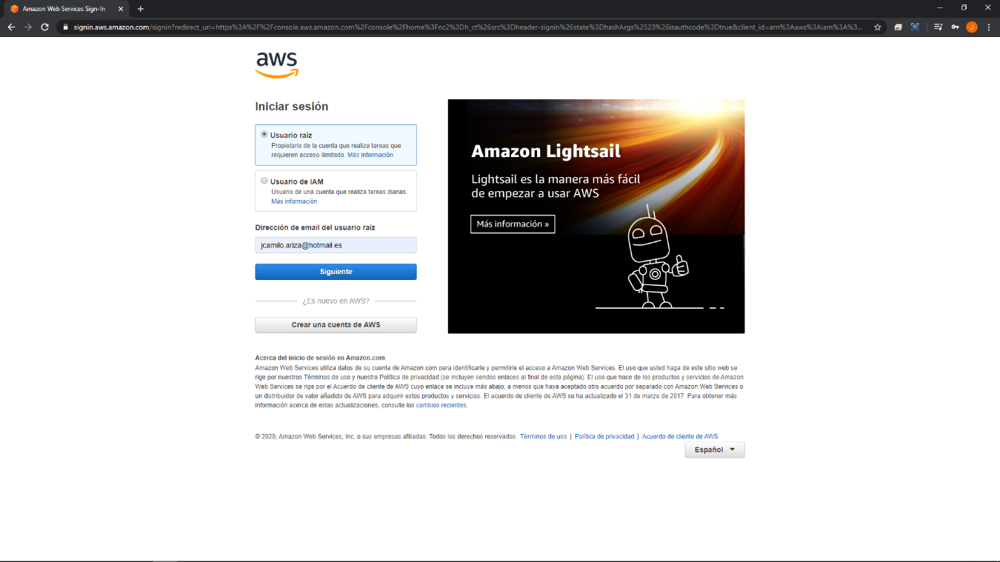 Amazon Web Services Sign-In
signin.aws.amazon.com/signin?redirect_uri=https%3A%2F%2Fconsole.aws.amazon.com%2Fconsole%2Fhome%3Fnc2%3Dh_ct%26src%3Dheader-signin%26state%3DhashArgs%2523%26isauthcode%3Dtrue&client_id=arn%3Aaws%3Aiam%3A%3...
J
aws
Iniciar sesión
Usuario raíz
Propietario de la cuenta que realiza tareas que
requieren acceso ilimitado. Más información
Usuario de IAM
Usuario de una cuenta que realiza tareas diarias.
Más información
Dirección de email del usuario raíz
jcamilo.ariza@hotmail.es
Siguiente
¿Es nuevo en AWS?
Crear una cuenta de AWS
Amazon Lightsail
Lightsail es la manera más fácil
de empezar a usar AWS
Más información »
Acerca del inicio de sesión en Amazon.com
Amazon Web Services utiliza datos de su cuenta de Amazon.com para identificarle y permitirle el acceso a Amazon Web Services. El uso que usted haga de este sitio web se
rige por nuestros Términos de uso y nuestra Política de privacidad (se incluyen sendos enlaces al final de esta página). El uso que hace de los productos y servicios de Amazon
Web Services se rige por el Acuerdo de cliente de AWS cuyo enlace se incluye más abajo, a menos que haya aceptado otro acuerdo por separado con Amazon Web Services o
un distribuidor de valor añadido de AWS para adquirir estos productos y servicios. El acuerdo de cliente de AWS se ha actualizado el 31 de marzo de 2017. Para obtener más
información acerca de estas actualizaciones, consulte los cambios recientes.
© 2020, Amazon Web Services, Inc. o sus empresas afiliadas. Todos los derechos reservados. Términos de uso | Política de privacidad | Acuerdo de cliente de AWS
Español